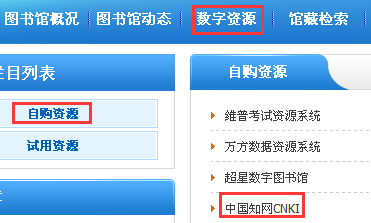 图书馆概况 图书馆动态 数字资源 馆藏检索
栏目列表
自购资源
试用资源
自购资源
维普考试资源系统
万方数据资源系统
超星数字图书馆
中国知网CNKI